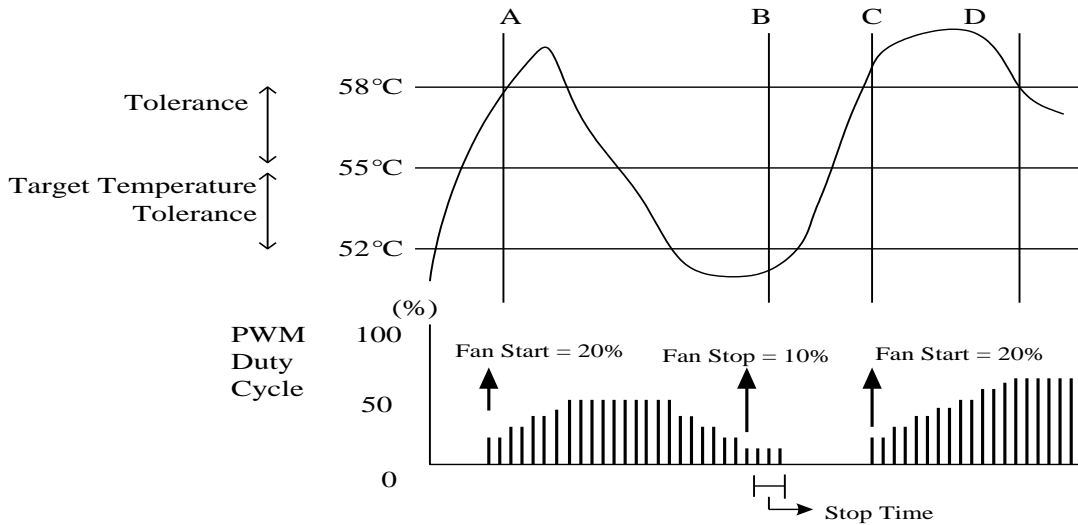 A B C D
58°C
Tolerance
55°C
Target Temperature
Tolerance
52°C
(%)
PWM
Duty
Cycle
100
50
0
Fan Start = 20%
Fan Stop = 10%
Fan Start = 20%
Stop Time